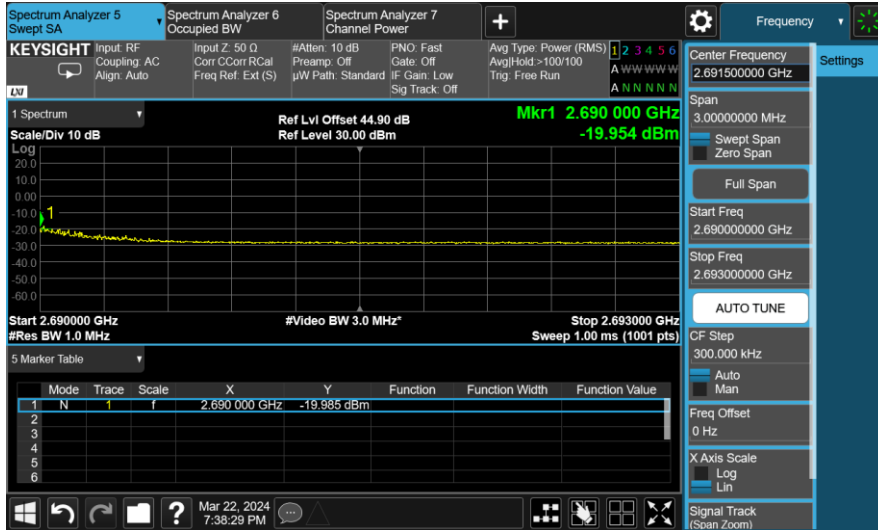 Spectrum Analyzer 5
Swept SA
Spectrum Analyzer 6
Occupied BW
Spectrum Analyzer 7
Channel Power
Frequency
KEYSIGHT
LXI
Input: RF
Coupling: AC
Align: Auto
Input Z: 50 Ω
Corr CCorr RCal
Freq Ref: Ext (S)
#Atten: 10 dB
Preamp: Off
µW Path: Standard
PNO: Fast
Gate: Off
IF Gain: Low
Sig Track: Off
Avg Type: Power (RMS)
Avg|Hold:>100/100
Trig: Free Run
1 2 3 4 5 6
A W W W W W
A N N N N N
1 Spectrum
Scale/Div 10 dB
Ref Lvl Offset 44.90 dB
Ref Level 30.00 dBm
Mkr1 2.690 000 GHz
-19.954 dBm
Log
20.0
10.0
0.00
-10.0
-20.0
-30.0
-40.0
-50.0
-60.0
1
Start 2.690000 GHz
#Res BW 1.0 MHz
#Video BW 3.0 MHz*
Stop 2.693000 GHz
Sweep 1.00 ms (1001 pts)
5 Marker Table
Mode Trace Scale X Y Function Function Width Function Value
1 N 1 f 2.690 000 GHz -19.985 dBm
2
3
4
5
6
Mar 22, 2024
7:38:29 PM
?
Center Frequency
2.691500000 GHz
Settings
Span
3.00000000 MHz
Swept Span
Zero Span
Full Span
Start Freq
2.690000000 GHz
Stop Freq
2.693000000 GHz
AUTO TUNE
CF Step
300.000 kHz
Auto
Man
Freq Offset
0 Hz
X Axis Scale
Log
Lin
Signal Track
(Span Zoom)